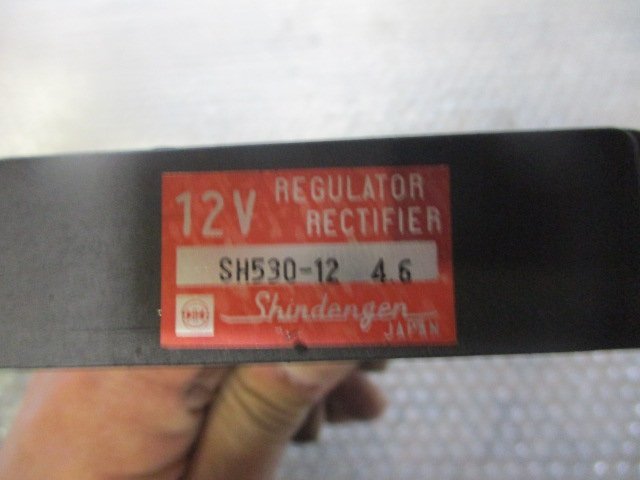 12V REGULATOR
RECTIFIER
SH530-12 4.6
Shindengen
JAPAN